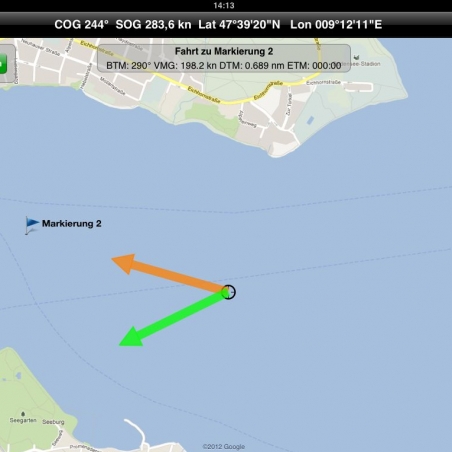 14:13
COG 244° SOG 283,6 kn Lat 47°39'20"N Lon 009°12'11"E
Fahrt zu Markierung 2
BTM: 290° VMG: 198.2 kn DTM: 0.689 nm ETM: 000:00
Eichhornstraße
Eichhornstraße
Markierung 2
Seegarten
Seeburg
©2012 Google